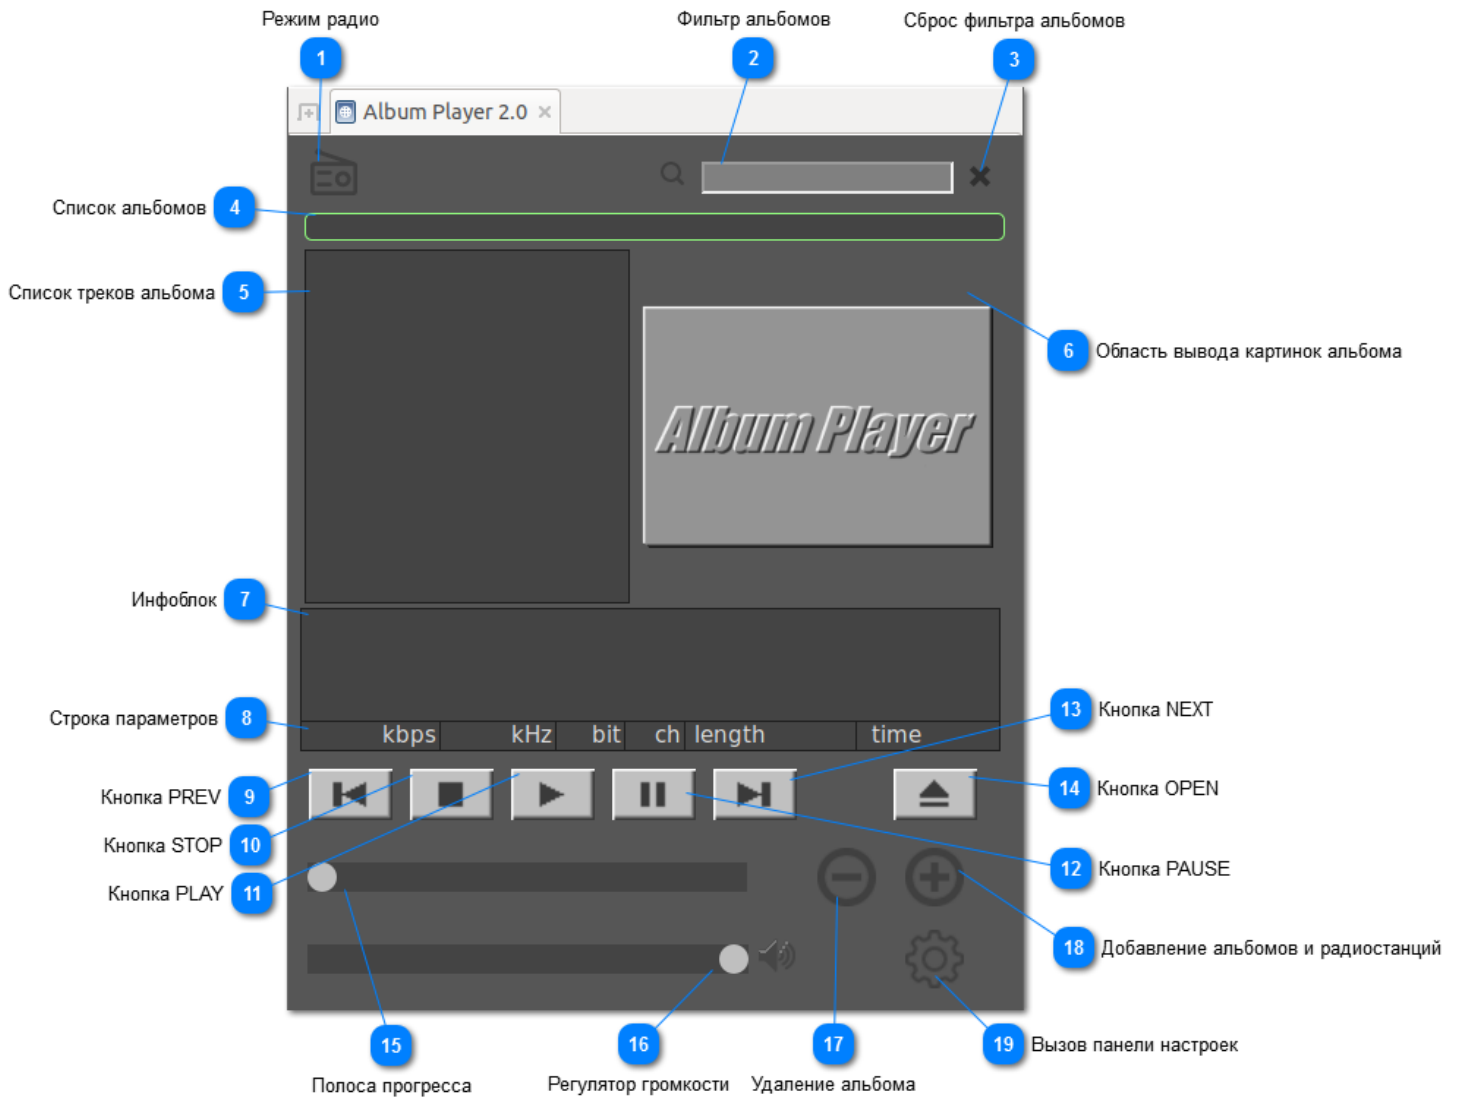 Режим радио
Фильтр альбомов
Сброс фильтра альбомов
1
2
3
Album Player 2.0
Список альбомов 4
Список треков альбома 5
6 Область вывода картинок альбома
Album Player
Инфоблок 7
Строка параметров 8
kbps kHz bit ch length time
13 Кнопка NEXT
Кнопка PREV 9
14 Кнопка OPEN
Кнопка STOP 10
12 Кнопка PAUSE
Кнопка PLAY 11
18 Добавление альбомов и радиостанций
15
16
17
19 Вызов панели настроек
Полоса прогресса
Регулятор громкости
Удаление альбома